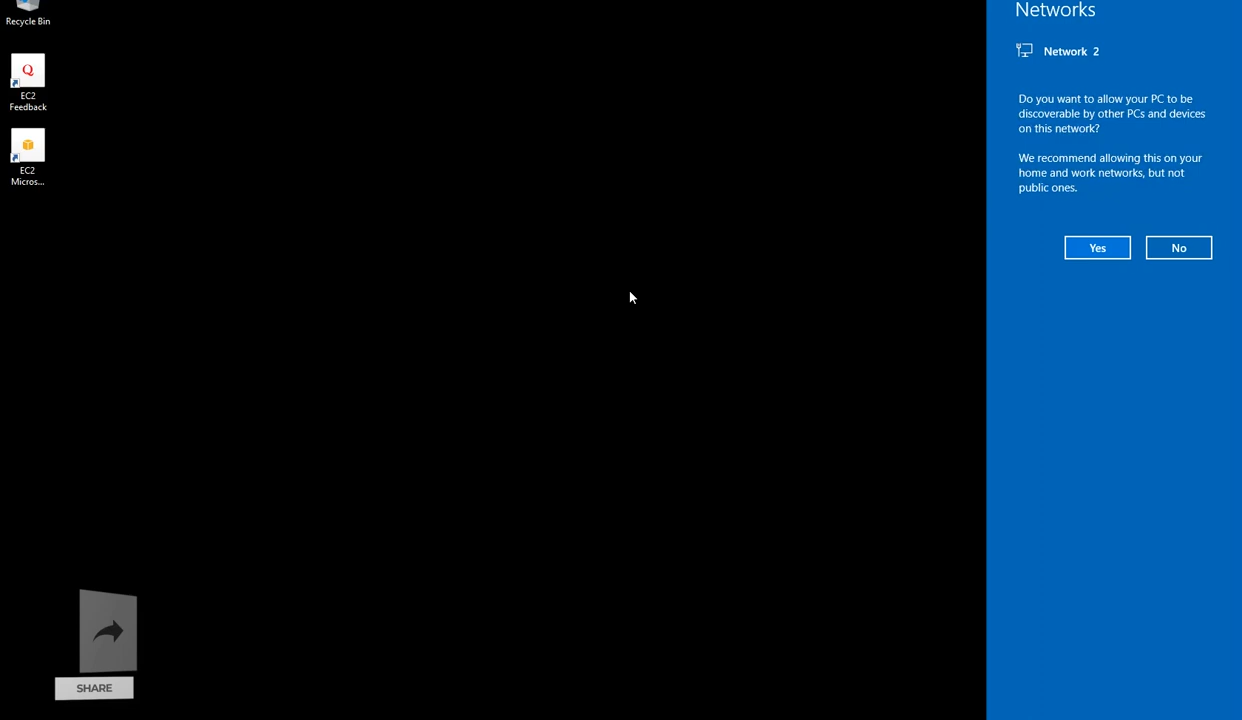 Recycle Bin
Q
EC2
Feedback
EC2
Micros...
SHARE
Networks
Network 2
Do you want to allow your PC to be
discoverable by other PCs and devices
on this network?
We recommend allowing this on your
home and work networks, but not
public ones.
Yes
No